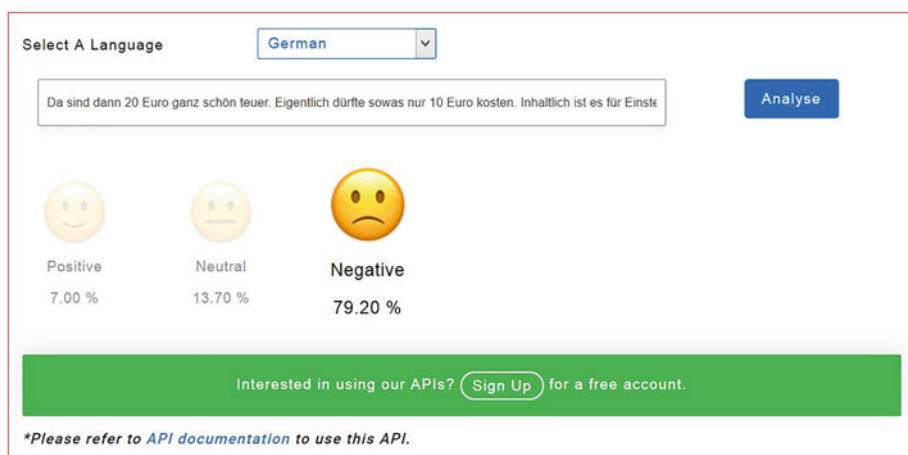 Select A Language German
Da sind dann 20 Euro ganz schön teuer. Eigentlich dürfte sowas nur 10 Euro kosten. Inhaltlich ist es für Einste
Analyse
Positive Neutral Negative
7.00 % 13.70 % 79.20 %
Interested in using our APIs? Sign Up for a free account.
*Please refer to API documentation to use this API.